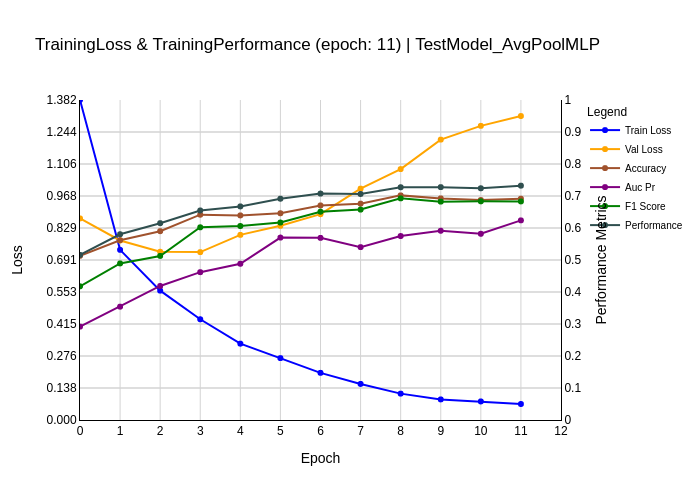 TrainingLoss & TrainingPerformance (epoch: 11) | TestModel_AvgPoolMLP
1.382
1.244
1.106
0.968
0.829
0.691
0.553
0.415
0.276
0.138
0.000
Loss
0 1 2 3 4 5 6 7 8 9 10 11 12
Epoch
1
0.9
0.8
0.7
0.6
0.5
0.4
0.3
0.2
0.1
0
Performance Metrics
Legend
Train Loss
Val Loss
Accuracy
Auc Pr
F1 Score
Performance